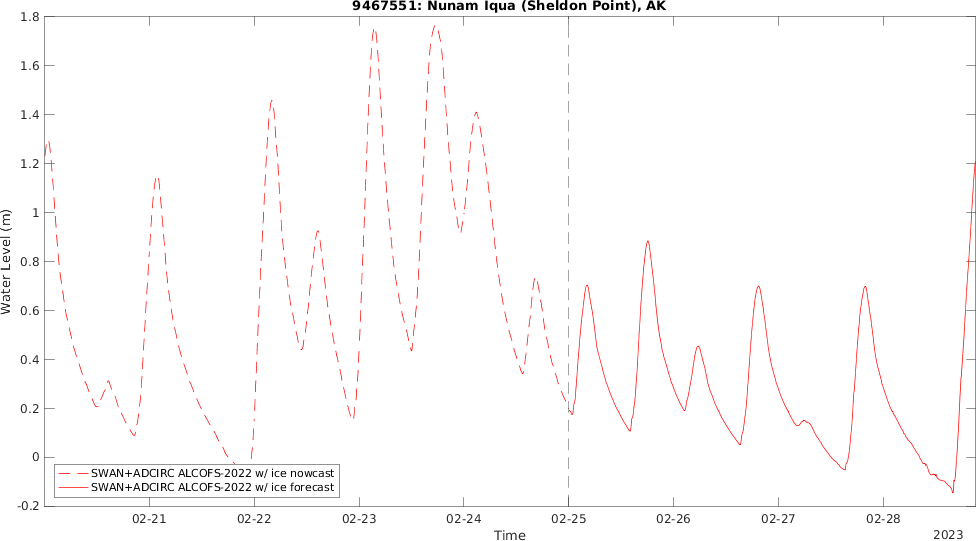 9467551: Nunam Iqua (Sheldon Point), AK
1.8
1.6
1.4
1.2
1
0.8
0.6
0.4
0.2
0
-0.2
Water Level (m)
SWAN+ADCIRC ALCOFS-2022 w/ ice nowcast
SWAN+ADCIRC ALCOFS-2022 w/ ice forecast
02-21 02-22 02-23 02-24 02-25 02-26 02-27 02-28
Time
2023